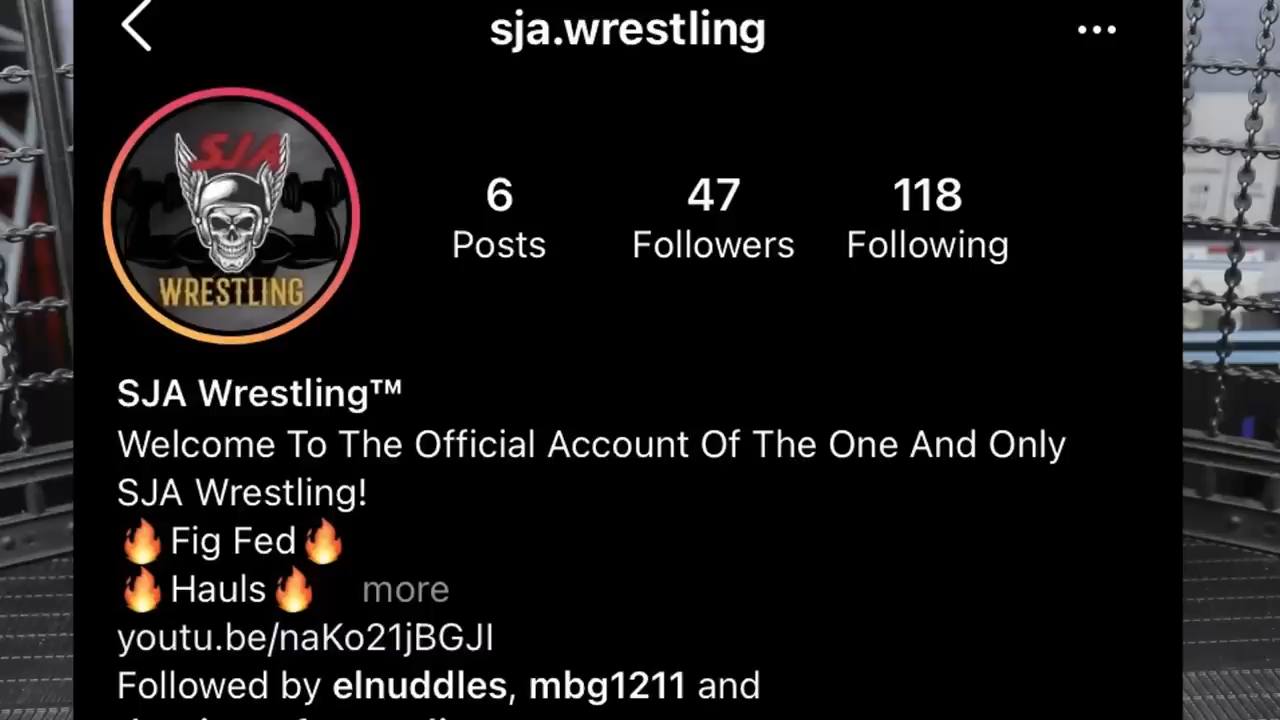 sja.wrestling
SJA
WRESTLING
6
47
118
Posts
Followers
Following
SJA Wrestling™
Welcome To The Official Account Of The One And Only
SJA Wrestling!
🔥Fig Fed🔥
🔥Hauls🔥 more
youtu.be/naKo21jBGJI
Followed by elnuddles, mbg1211 and